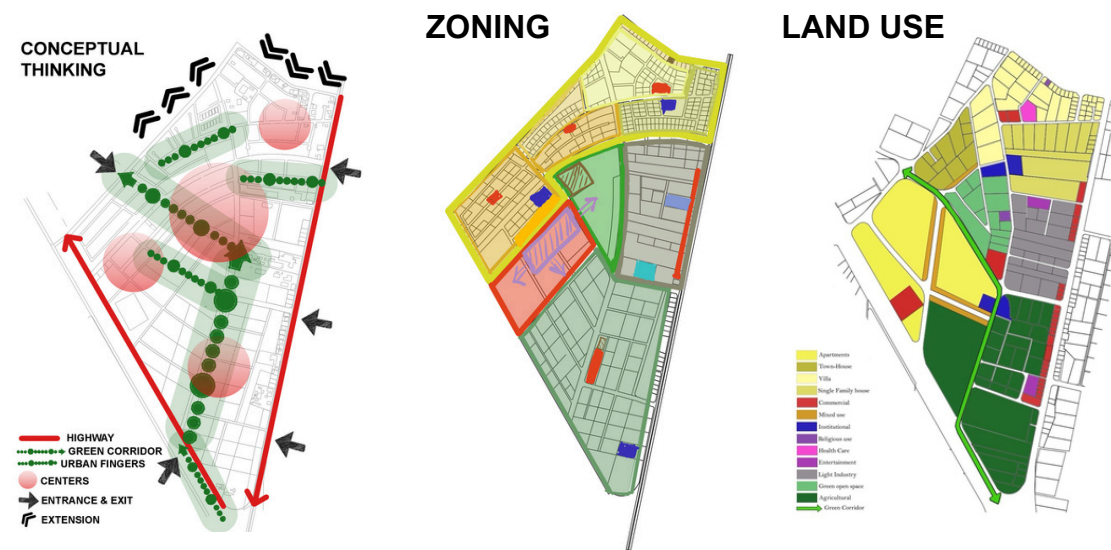 CONCEPTUAL
THINKING
HIGHWAY
GREEN CORRIDOR
URBAN FINGERS
CENTERS
ENTRANCE & EXIT
EXTENSION
ZONING
LAND USE
Apartments
Town-House
Villa
Single Family house
Commercial
Mixed use
Institutional
Religious use
Health Care
Entertainment
Light Industry
Green open space
Agricultural
Green Corridor